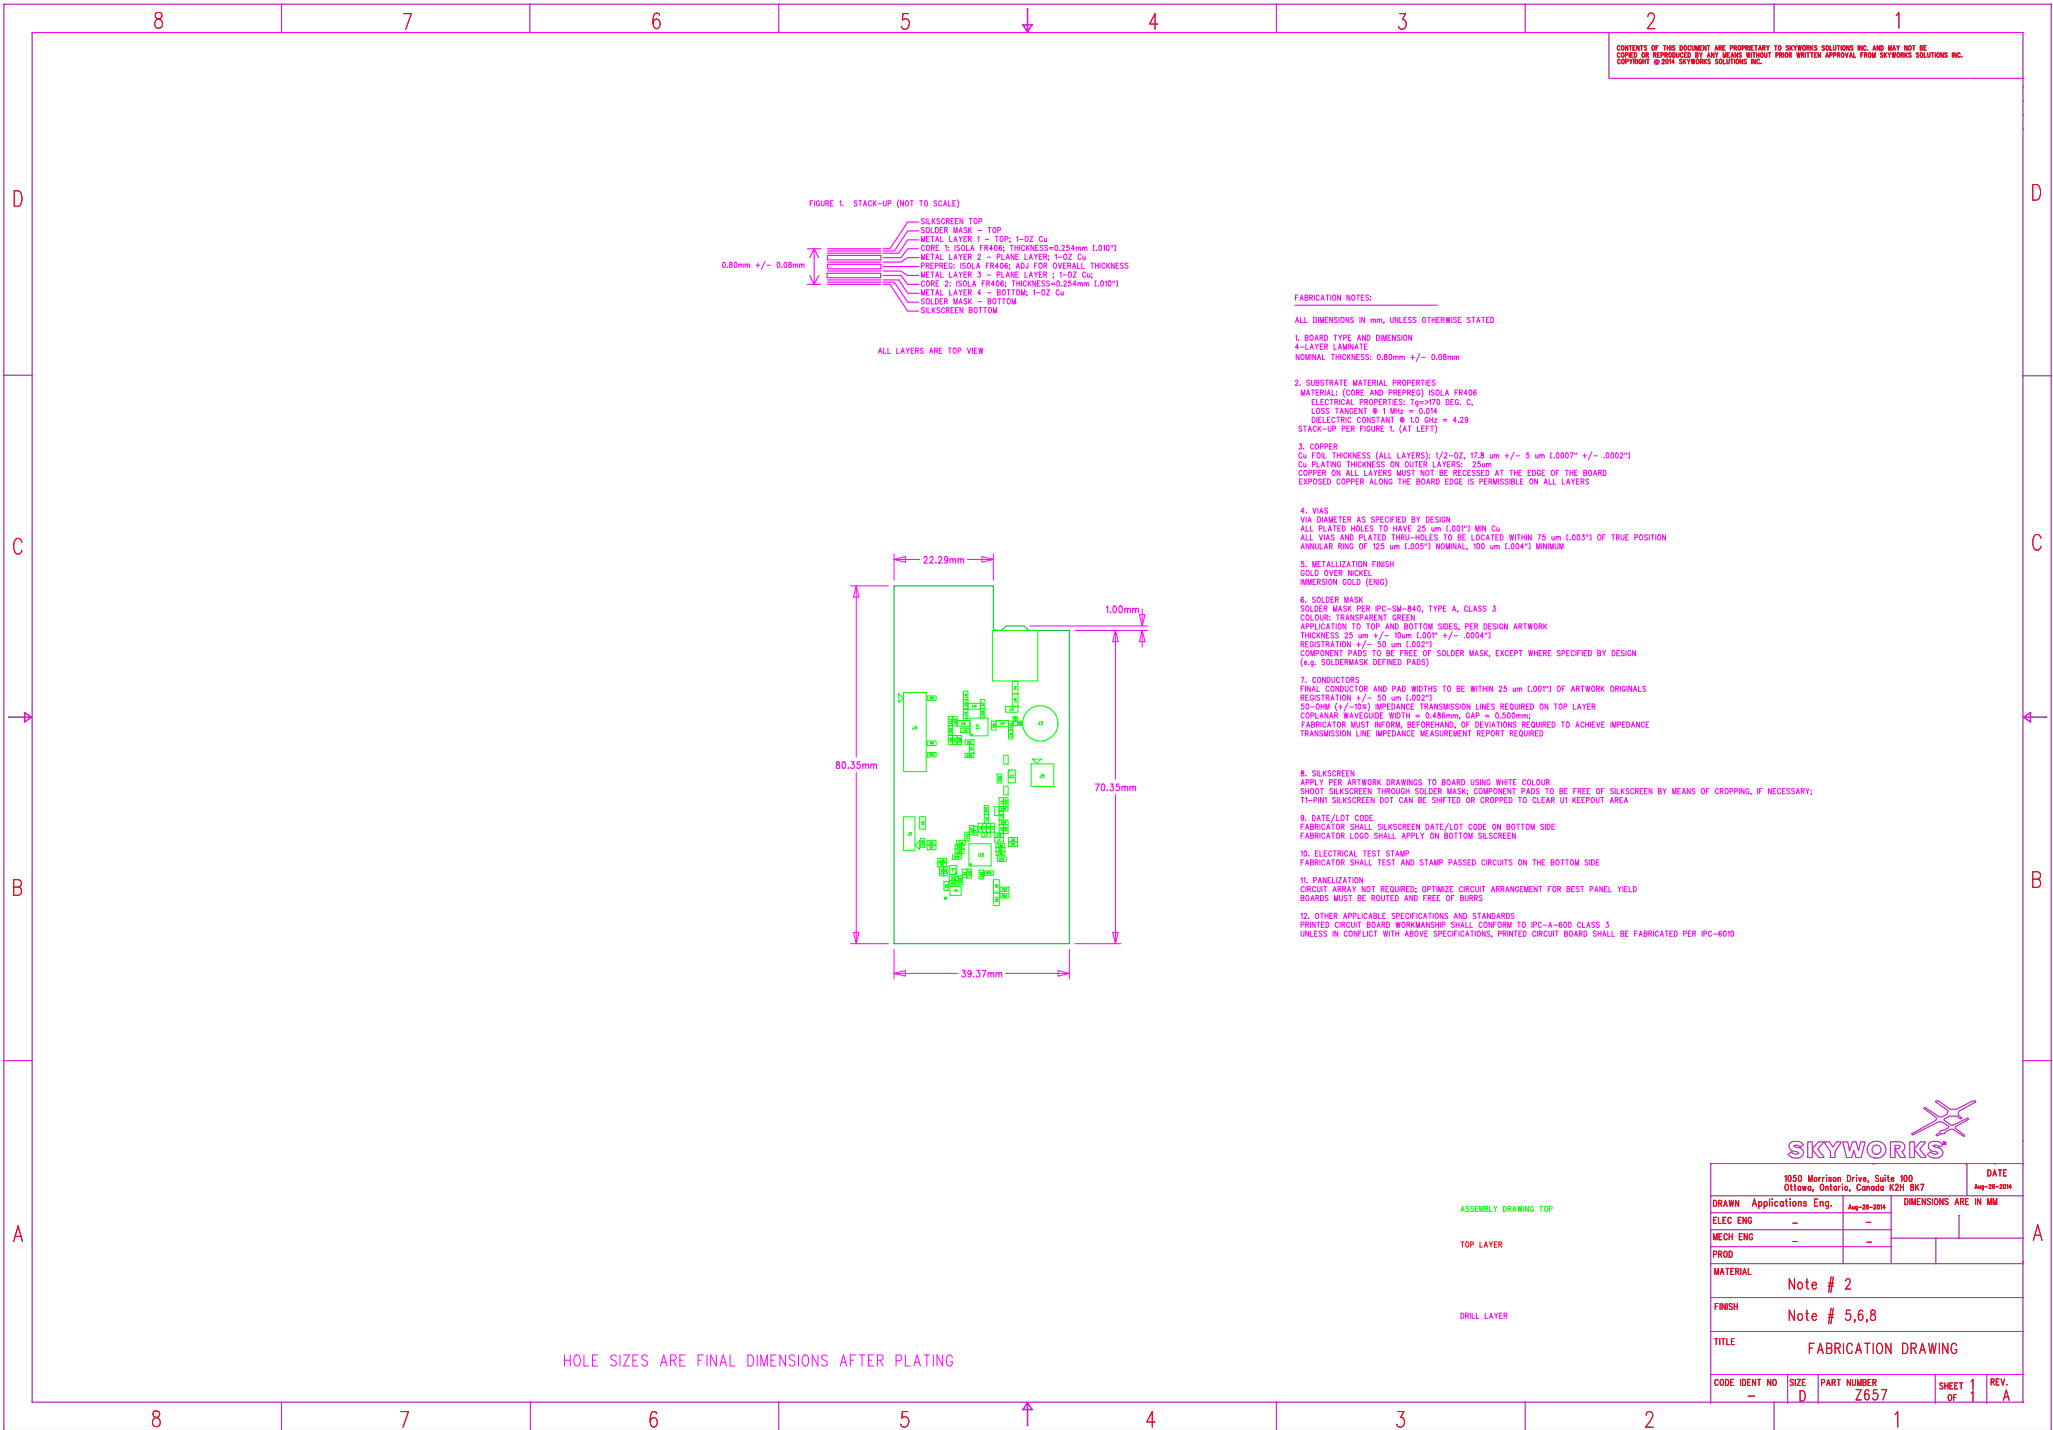 8 7 6 5 4 3 2 1
CONTENTS OF THIS DOCUMENT ARE PROPRIETARY TO SKYWORKS SOLUTIONS INC. AND MAY NOT BE
COPIED OR REPRODUCED BY ANY MEANS WITHOUT PRIOR WRITTEN APPROVAL FROM SKYWORKS SOLUTIONS INC.
COPYRIGHT @ 2014 SKYWORKS SOLUTIONS INC.
D D
FIGURE 1. STACK-UP (NOT TO SCALE)
SILKSCREEN TOP
SOLDER MASK - TOP
METAL LAYER 1 - TOP; 1-OZ Cu
CORE 1: ISOLA FR406; THICKNESS=0.254mm [.010"]
METAL LAYER 2 - PLANE LAYER; 1-OZ Cu
0.80mm +/- 0.08mm
PREPREG: ISOLA FR406; ADJ FOR OVERALL THICKNESS
METAL LAYER 3 - PLANE LAYER ; 1-OZ Cu;
CORE 2: ISOLA FR406; THICKNESS=0.254mm [.010"]
METAL LAYER 4 - BOTTOM; 1-OZ Cu
SOLDER MASK - BOTTOM
SILKSCREEN BOTTOM
ALL LAYERS ARE TOP VIEW
FABRICATION NOTES:
ALL DIMENSIONS IN mm, UNLESS OTHERWISE STATED
1. BOARD TYPE AND DIMENSION
4-LAYER LAMINATE
NOMINAL THICKNESS: 0.80mm +/- 0.08mm
2. SUBSTRATE MATERIAL PROPERTIES
MATERIAL: (CORE AND PREPREG) ISOLA FR406
ELECTRICAL PROPERTIES: Tg=>170 DEG. C,
LOSS TANGENT @ 1 MHz = 0.014
DIELECTRIC CONSTANT @ 1.0 GHz = 4.29
STACK-UP PER FIGURE 1. (AT LEFT)
3. COPPER
Cu FOIL THICKNESS (ALL LAYERS): 1/2-OZ, 17.8 um +/- 5 um [.0007" +/- .0002"]
Cu PLATING THICKNESS ON OUTER LAYERS: 25um
COPPER ON ALL LAYERS MUST NOT BE RECESSED AT THE EDGE OF THE BOARD
EXPOSED COPPER ALONG THE BOARD EDGE IS PERMISSIBLE ON ALL LAYERS
4. VIAS
VIA DIAMETER AS SPECIFIED BY DESIGN
ALL PLATED HOLES TO HAVE 25 um [.001"] MIN Cu
ALL VIAS AND PLATED THRU-HOLES TO BE LOCATED WITHIN 75 um [.003"] OF TRUE POSITION
ANNULAR RING OF 125 um [.005"] NOMINAL, 100 um [.004"] MINIMUM
5. METALLIZATION FINISH
GOLD OVER NICKEL
IMMERSION GOLD (ENIG)
6. SOLDER MASK
SOLDER MASK PER IPC-SM-840, TYPE A, CLASS 3
COLOUR: TRANSPARENT GREEN
APPLICATION TO TOP AND BOTTOM SIDES, PER DESIGN ARTWORK
THICKNESS 25 um +/- 10um [.001" +/- .0004"]
REGISTRATION +/- 50 um [.002"]
COMPONENT PADS TO BE FREE OF SOLDER MASK, EXCEPT WHERE SPECIFIED BY DESIGN
(e.g. SOLDERMASK DEFINED PADS)
7. CONDUCTORS
FINAL CONDUCTOR AND PAD WIDTHS TO BE WITHIN 25 um [.001"] OF ARTWORK ORIGINALS
REGISTRATION +/- 50 um [.002"]
50-OHM (+/-10%) IMPEDANCE TRANSMISSION LINES REQUIRED ON TOP LAYER
COPLANAR WAVEGUIDE WIDTH = 0.486mm, GAP = 0.500mm;
FABRICATOR MUST INFORM, BEFOREHAND, OF DEVIATIONS REQUIRED TO ACHIEVE IMPEDANCE
TRANSMISSION LINE IMPEDANCE MEASUREMENT REPORT REQUIRED
8. SILKSCREEN
APPLY PER ARTWORK DRAWINGS TO BOARD USING WHITE COLOUR
SHOOT SILKSCREEN THROUGH SOLDER MASK; COMPONENT PADS TO BE FREE OF SILKSCREEN BY MEANS OF CROPPING, IF NECESSARY;
T1-PIN1 SILKSCREEN DOT CAN BE SHIFTED OR CROPPED TO CLEAR U1 KEEPOUT AREA
9. DATE/LOT CODE
FABRICATOR SHALL SILKSCREEN DATE/LOT CODE ON BOTTOM SIDE
FABRICATOR LOGO SHALL APPLY ON BOTTOM SILSCREEN
10. ELECTRICAL TEST STAMP
FABRICATOR SHALL TEST AND STAMP PASSED CIRCUITS ON THE BOTTOM SIDE
11. PANELIZATION
CIRCUIT ARRAY NOT REQUIRED; OPTIMIZE CIRCUIT ARRANGEMENT FOR BEST PANEL YIELD
BOARDS MUST BE ROUTED AND FREE OF BURRS
12. OTHER APPLICABLE SPECIFICATIONS AND STANDARDS
PRINTED CIRCUIT BOARD WORKMANSHIP SHALL CONFORM TO IPC-A-600 CLASS 3
UNLESS IN CONFLICT WITH ABOVE SPECIFICATIONS, PRINTED CIRCUIT BOARD SHALL BE FABRICATED PER IPC-6010
C C
22.29mm
1.00mm
J4
J3
80.35mm
J5
70.35mm
J1
U3
39.37mm
B B
SKYWORKS
1050 Morrison Drive, Suite 100
Ottawa, Ontario, Canada K2H 8K7
DATE
Aug-26-2014
DRAWN Applications Eng. Aug-26-2014 DIMENSIONS ARE IN MM
ELEC ENG - -
MECH ENG - -
PROD
MATERIAL
Note # 2
FINISH
Note # 5,6,8
TITLE
FABRICATION DRAWING
CODE IDENT NO
-
SIZE
D
PART NUMBER
Z657
SHEET 1
OF 1
REV.
A
A A
ASSEMBLY DRAWING TOP
TOP LAYER
DRILL LAYER
HOLE SIZES ARE FINAL DIMENSIONS AFTER PLATING
8 7 6 5 4 3 2 1